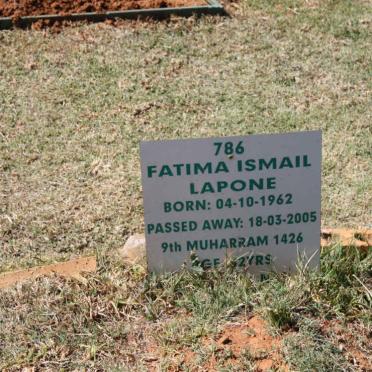 786
FATIMA ISMAIL
LAPONE
BORN: 04-10-1962
PASSED AWAY: 18-03-2005
9th MUHARRAM 1426